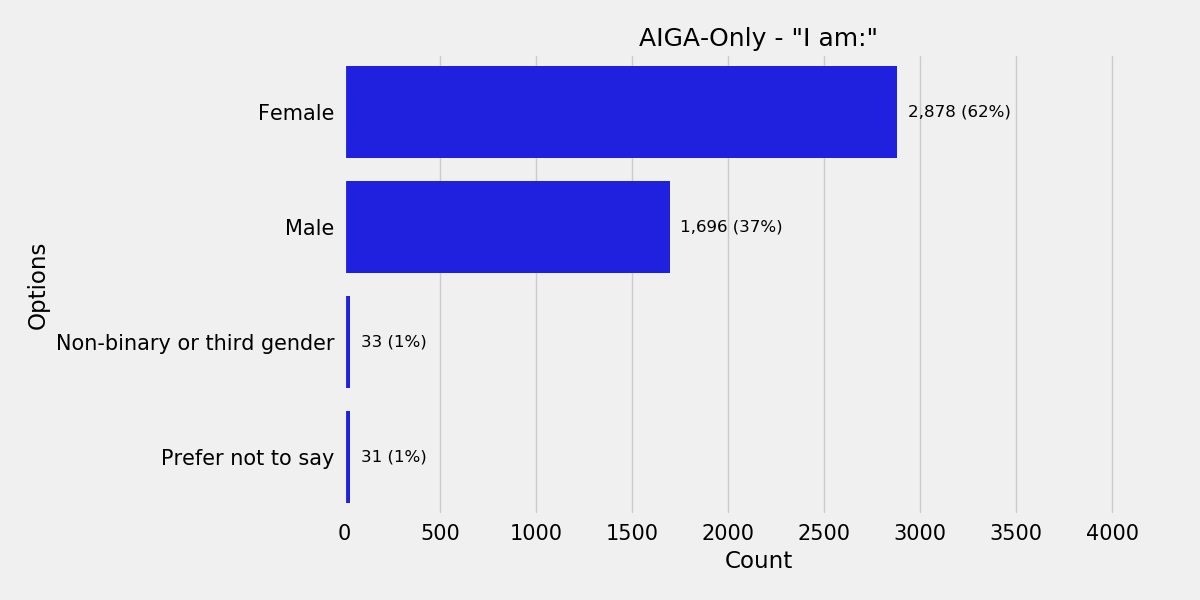 AIGA-Only - "I am:"
Female
2,878 (62%)
Male
1,696 (37%)
Options
Non-binary or third gender
33 (1%)
Prefer not to say
31 (1%)
0 500 1000 1500 2000 2500 3000 3500 4000
Count